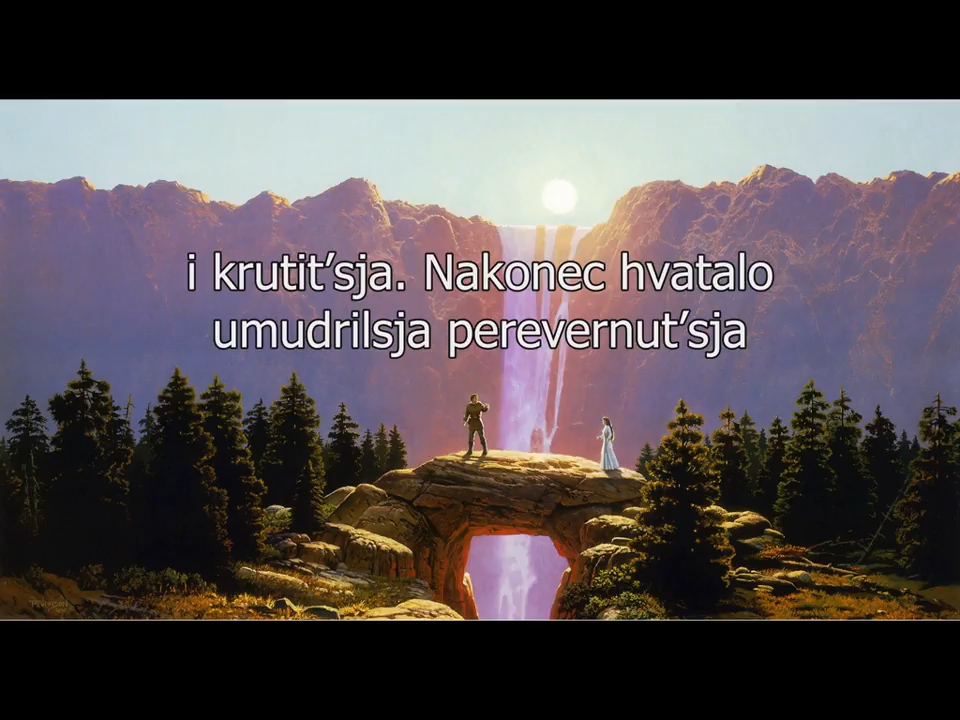 i krutit’sja. Nakonec hvatalo
umudrilsja perevernut’sja